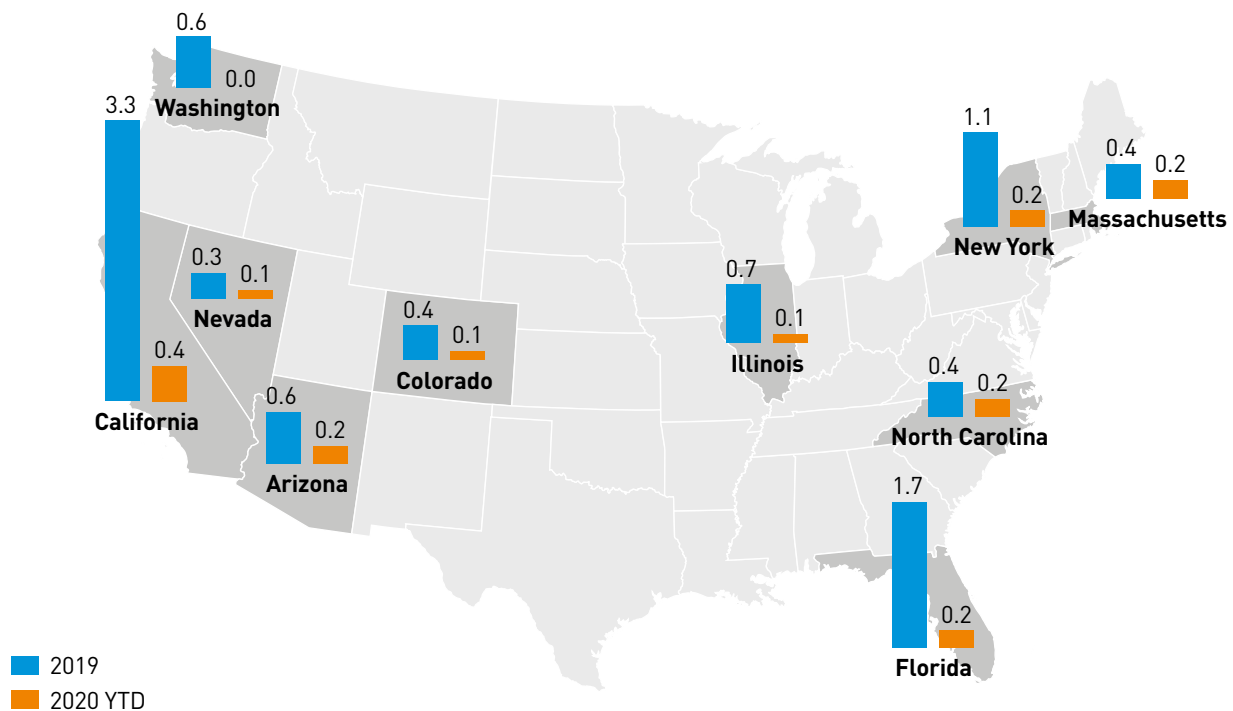 0.6
0.0
Washington
3.3
0.4
California
0.3
0.1
Nevada
0.4
0.1
Colorado
0.6
0.2
Arizona
0.7
0.1
Illinois
1.1
0.2
New York
0.4
0.2
Massachusetts
0.4
0.2
North Carolina
1.7
0.2
Florida
2019
2020 YTD